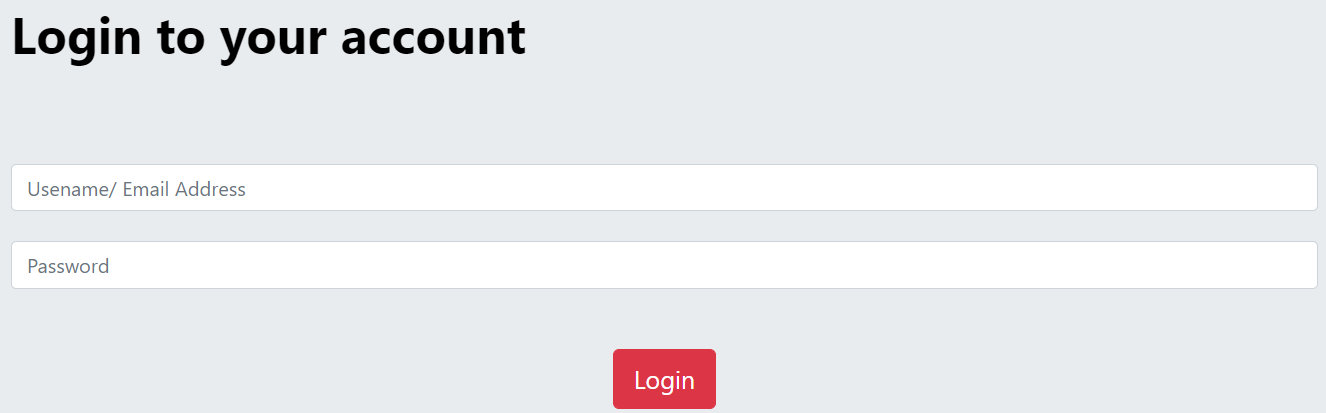 Login to your account
Usename/ Email Address
Password
Login